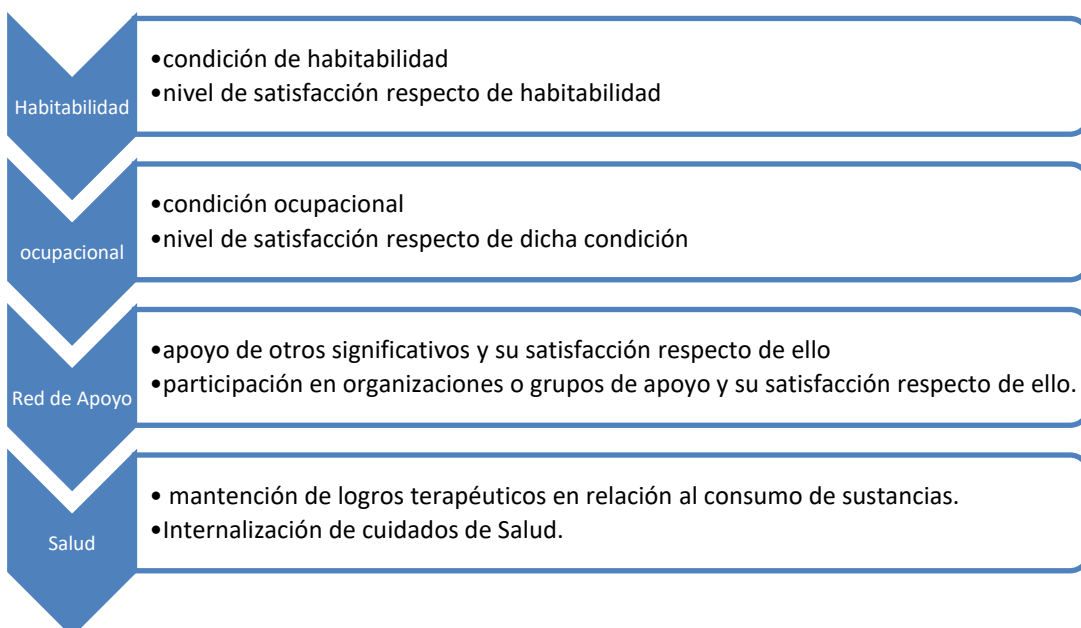 Habitabilidad
•condición de habitabilidad
•nivel de satisfacción respecto de habitabilidad
ocupacional
•condición ocupacional
•nivel de satisfacción respecto de dicha condición
Red de Apoyo
•apoyo de otros significativos y su satisfacción respecto de ello
•participación en organizaciones o grupos de apoyo y su satisfacción respecto de ello.
Salud
• mantención de logros terapéuticos en relación al consumo de sustancias.
•Internalización de cuidados de Salud.